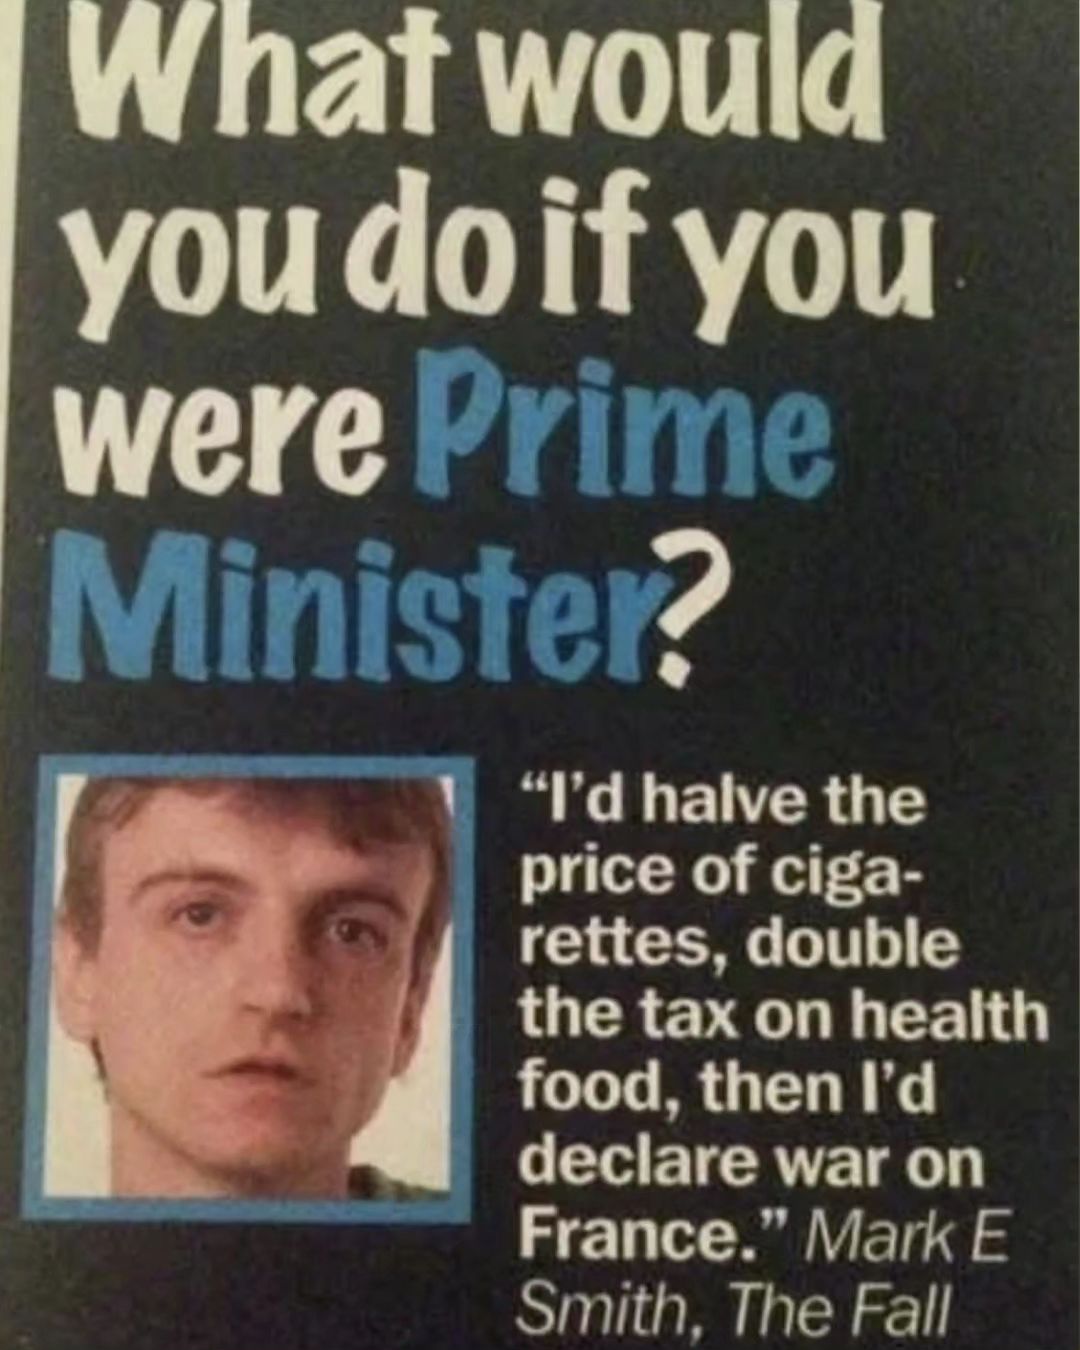 What would
you do if you
were Prime
Minister?
“I’d halve the
price of ciga-
rettes, double
the tax on health
food, then I’d
declare war on
France.” Mark E
Smith, The Fall